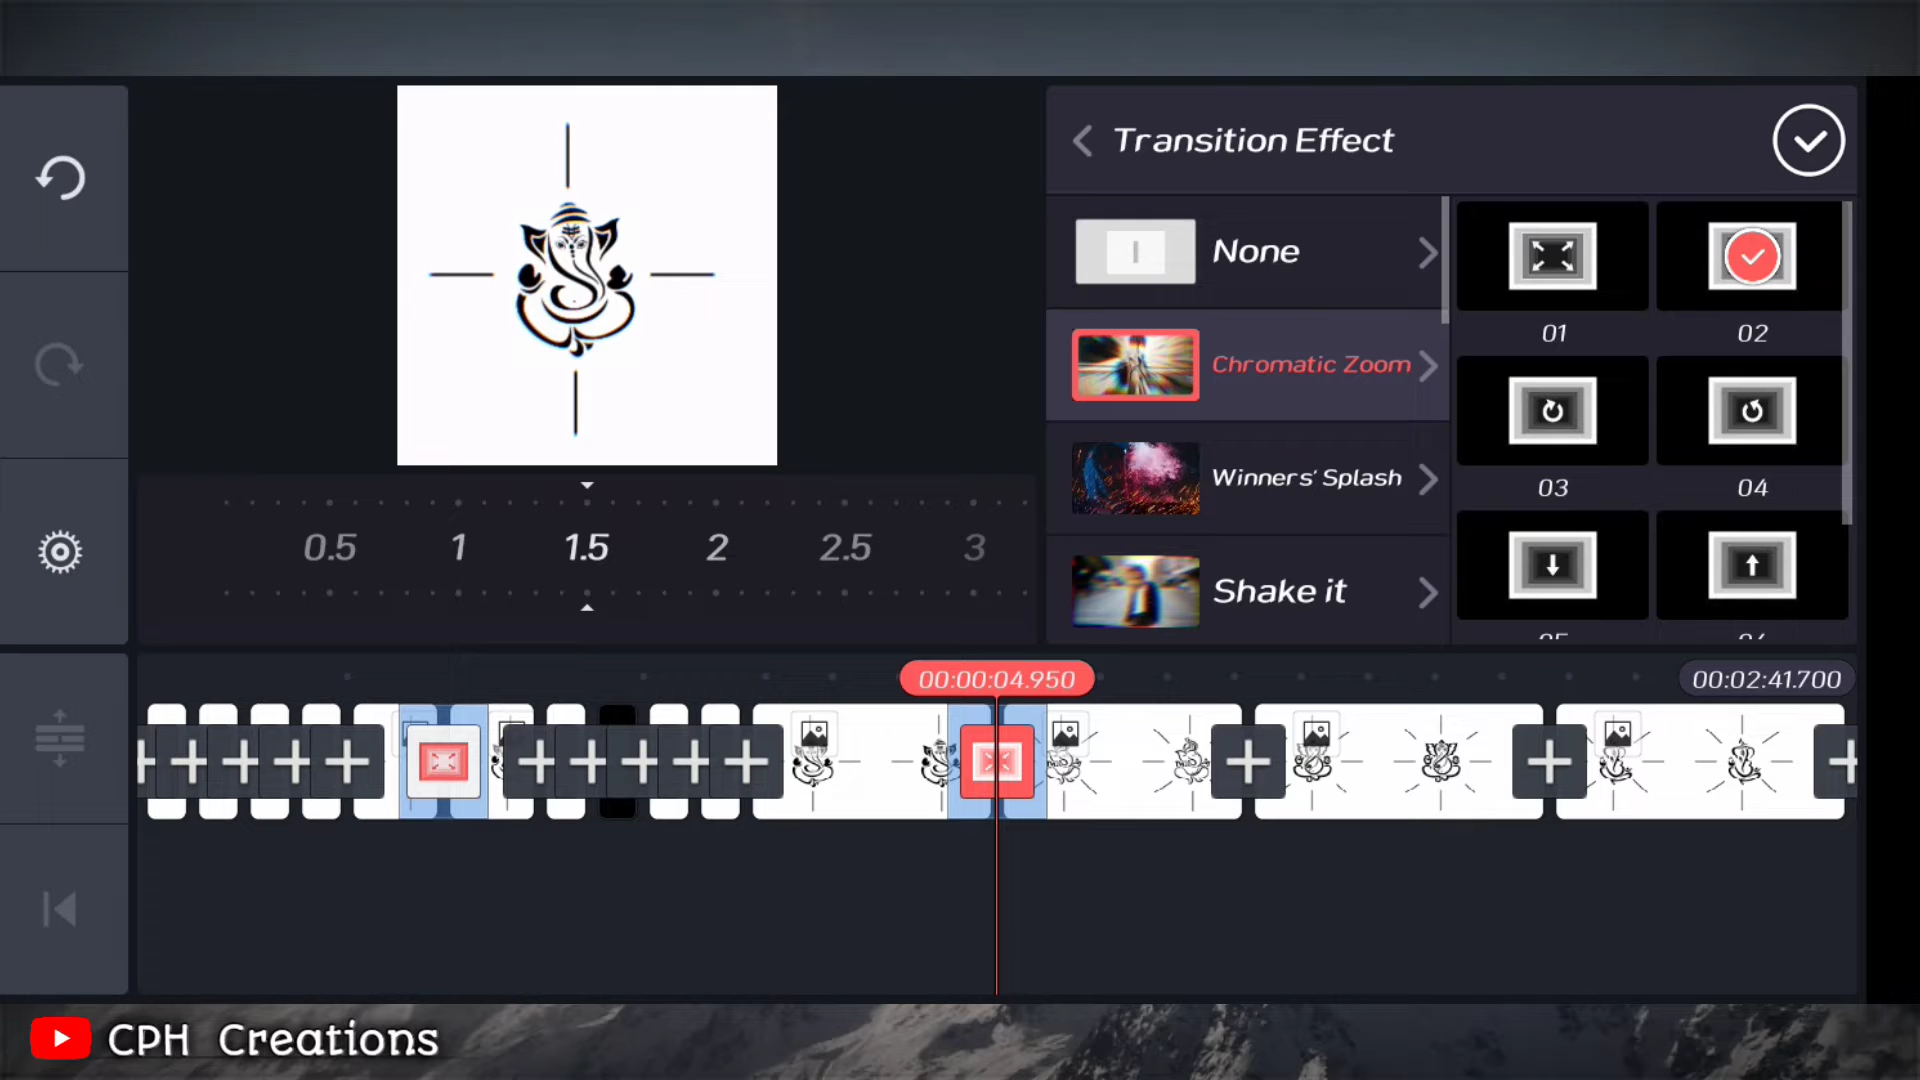 Transition Effect
None
Chromatic Zoom
Winners' Splash
Shake it
01
02
03
04
0.5 1 1.5 2 2.5 3
00:00:04.950
00:02:41.700
CPH Creations